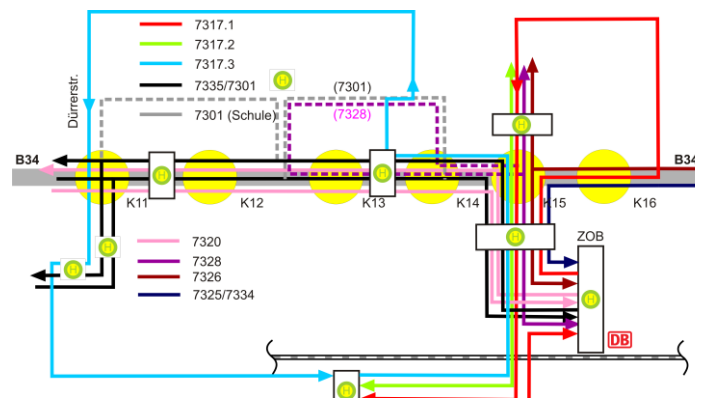 7317.1
7317.2
7317.3
7335/7301
7301 (Schule)
Dürrerstr.
H
(7301)
(7328)
H
B34
B34
H
H
K11
K12
K13
K14
K15
K16
H
H
H
7320
7328
7326
7325/7334
ZOB
H
DB
H